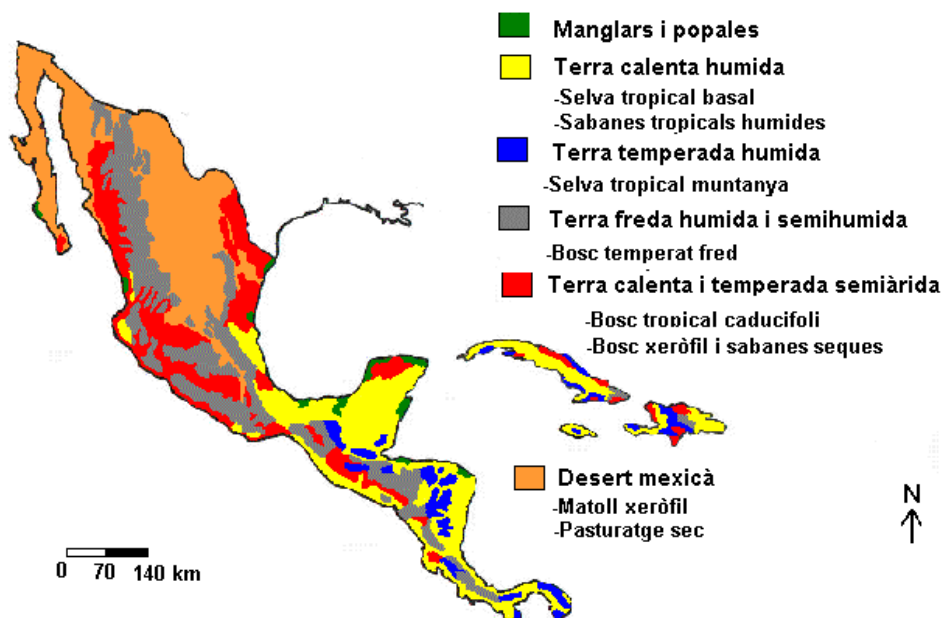 Manglars i popales
Terra calenta humida
-Selva tropical basal
-Sabanes tropicals humides
Terra temperada humida
-Selva tropical muntanya
Terra freda humida i semihumida
-Bosc temperat fred
Terra calenta i temperada semiàrida
-Bosc tropical caducifoli
-Bosc xeròfil i sabanes seques
Desert mexicà
-Matoll xeròfil
-Pasturatge sec
N
0 70 140 km